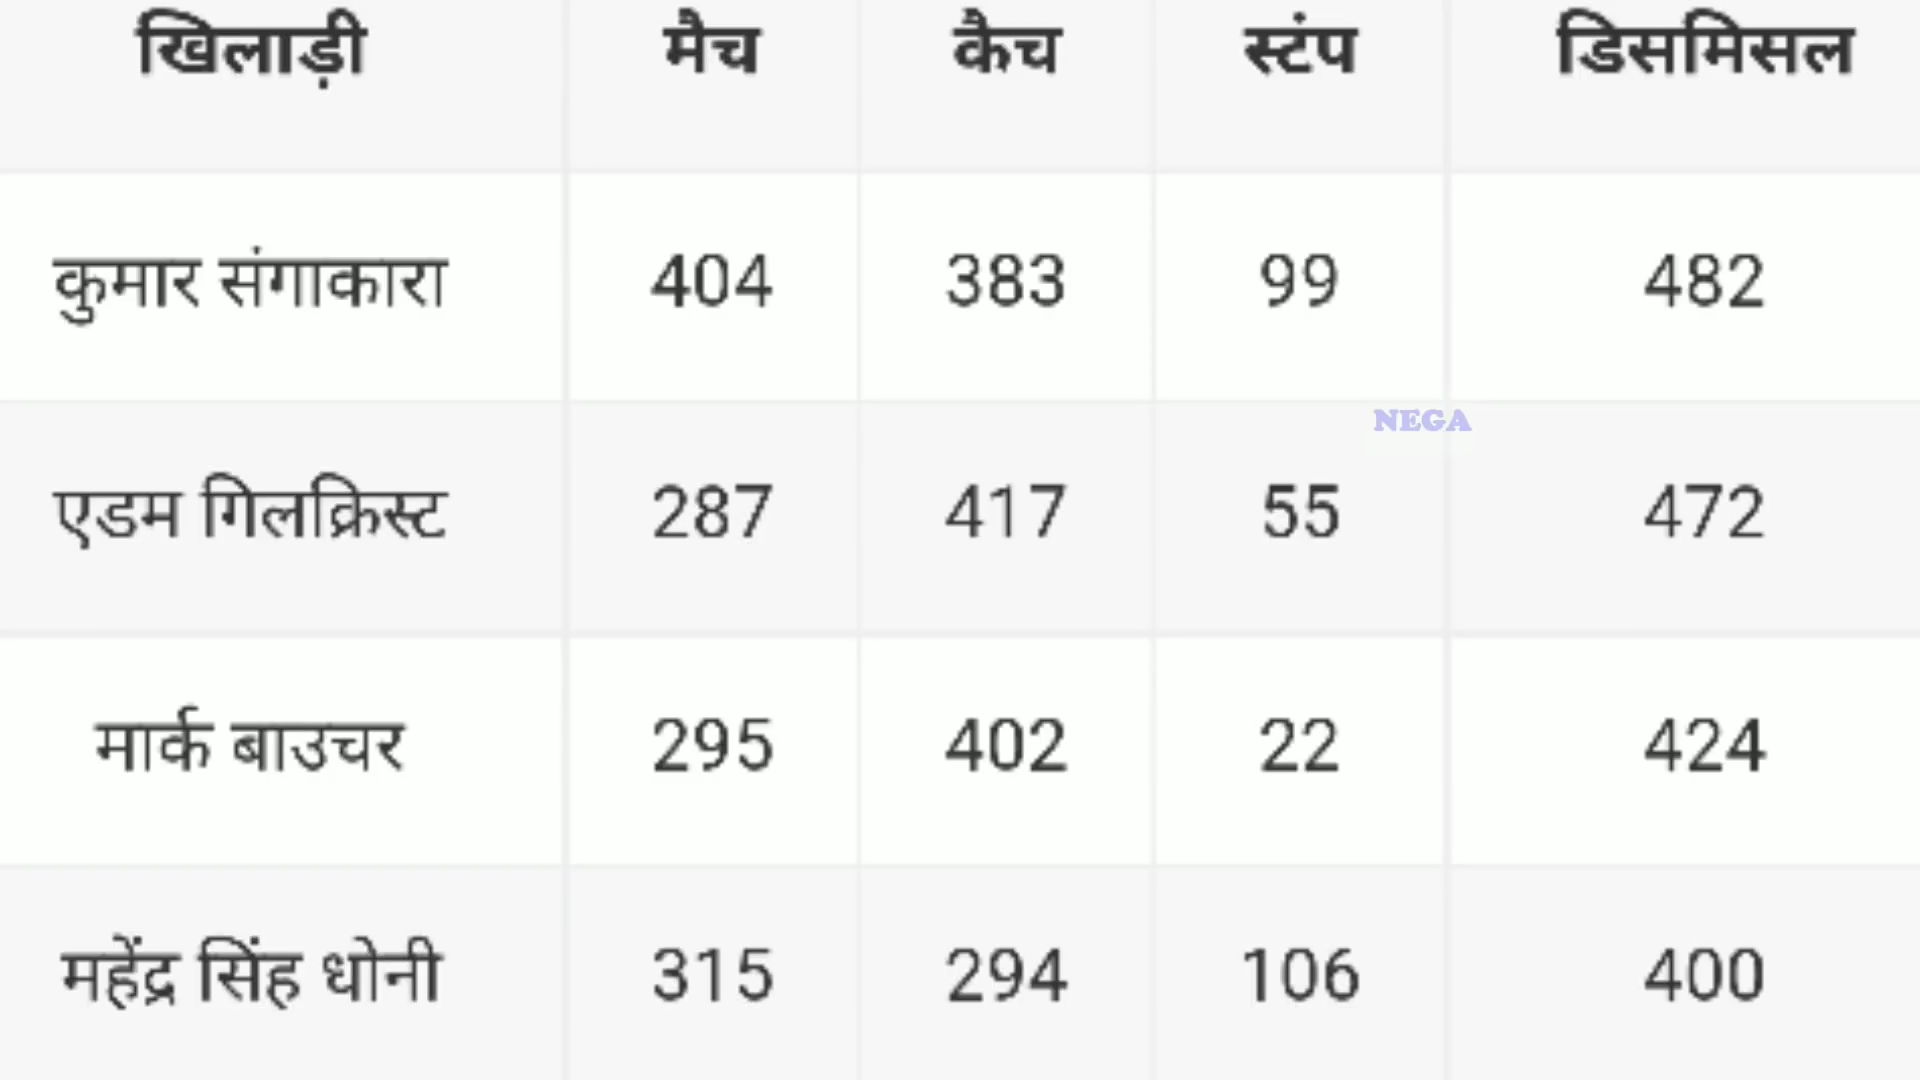 खिलाड़ी मैच कैच स्टंप डिसमिसल
कुमार संगाकारा 404 383 99 482
NEGA
एडम गिलक्रिस्ट 287 417 55 472
मार्क बाउचर 295 402 22 424
महेंद्र सिंह धोनी 315 294 106 400